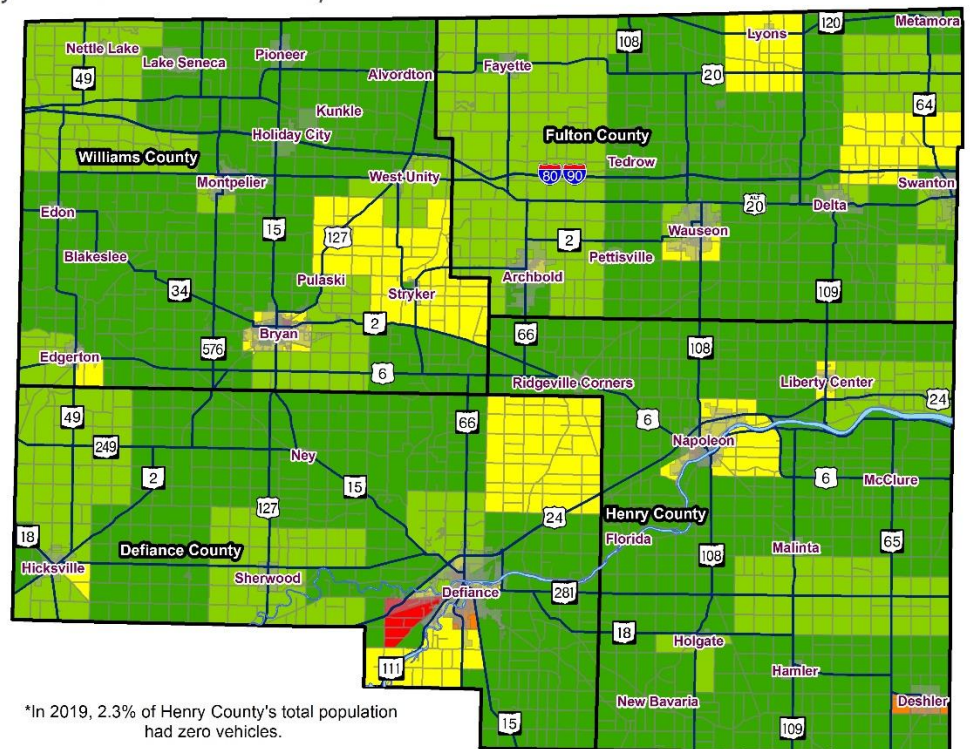 120
Metamora
Lyons
Nettle Lake
Pioneer
108
Lake Seneca
Fayette
49
Alvordton
20
64
Kunkle
Holiday City
Fulton County
Williams County
Tedrow
80 90
West Unity
Montpelier
Swanton
ALT
20
Delta
Edon
Wauseon
15
127
2
Blakeslee
Pettisville
Archbold
Pulaski
34
Stryker
109
2
Bryan
66
576
108
Edgerton
6
Ridgeville Corners
Liberty Center
24
49
6
66
Napoleon
249
Ney
2
6
McClure
15
127
24
Henry County
18
Florida
65
Defiance County
108
Malinta
Hicksville
Sherwood
Defiance
281
18
Holgate
111
Hamler
New Bavaria
Deshler
15
109
*In 2019, 2.3% of Henry County's total population
had zero vehicles.